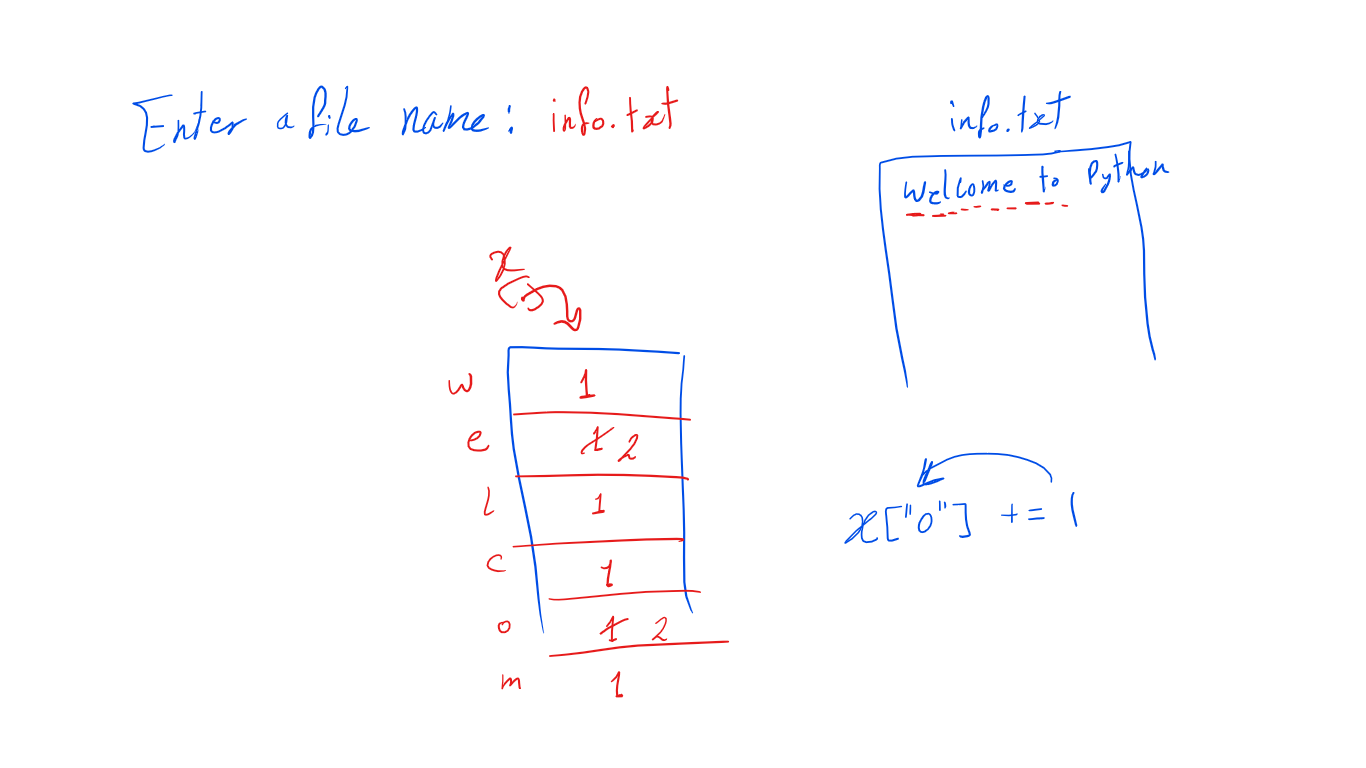 Enter a file name: info.txt
info.txt
Welcome to Python
x
w 1
e 1 2
l 1
c 1
o 1 2
m 1
x["o"] += 1